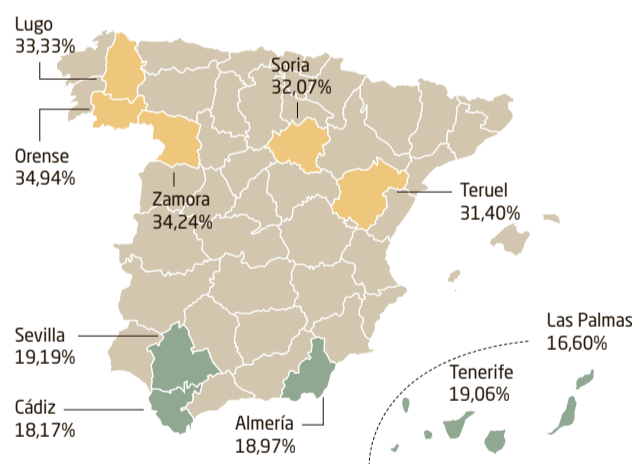 Lugo
33,33%
Soria
32,07%
Orense
34,94%
Zamora
34,24%
Teruel
31,40%
Sevilla
19,19%
Las Palmas
16,60%
Tenerife
19,06%
Cádiz
18,17%
Almería
18,97%